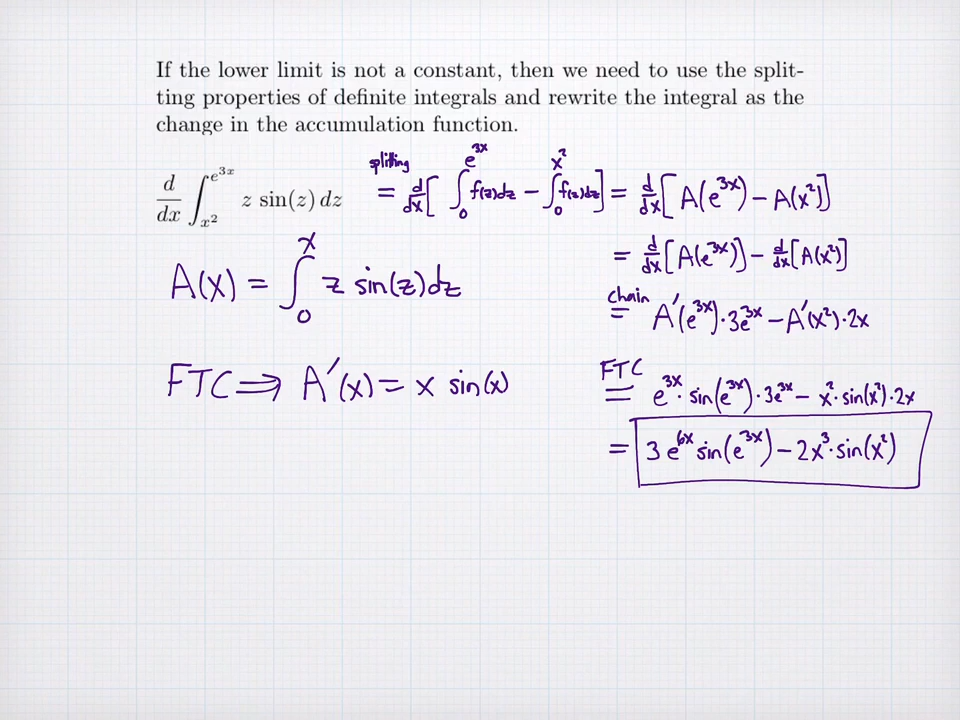 If the lower limit is not a constant, then we need to use the split-
ting properties of definite integrals and rewrite the integral as the
change in the accumulation function.
d/dx ∫_{x²}^{e^{3x}} z sin(z) dz splitting = d/dx[ ∫_0^{e^{3x}} f(z)dz − ∫_0^{x²} f(z)dz ] = d/dx[ A(e^{3x}) − A(x²) ]
= d/dx[A(e^{3x})] − d/dx[A(x²)]
A(x) = ∫_0^x z sin(z)dz
chain = A'(e^{3x})·3e^{3x} − A'(x²)·2x
FTC ⟹ A'(x) = x sin(x)
FTC = e^{3x}·sin(e^{3x})·3e^{3x} − x²·sin(x²)·2x
= 3e^{6x} sin(e^{3x}) − 2x³·sin(x²)